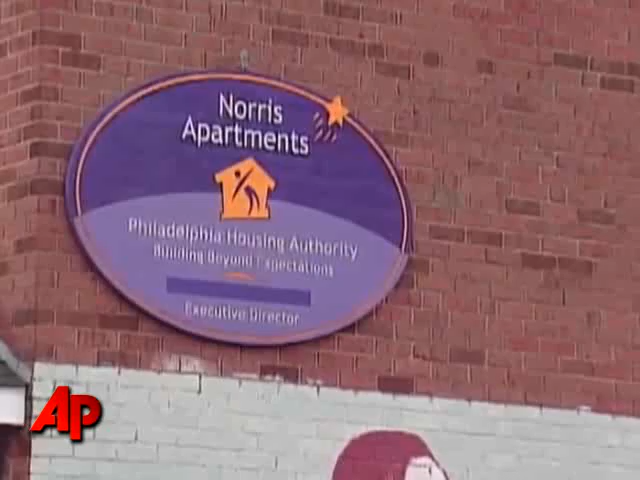 Norris
Apartments
Philadelphia Housing Authority
Building Beyond Expectations
Executive Director
AP